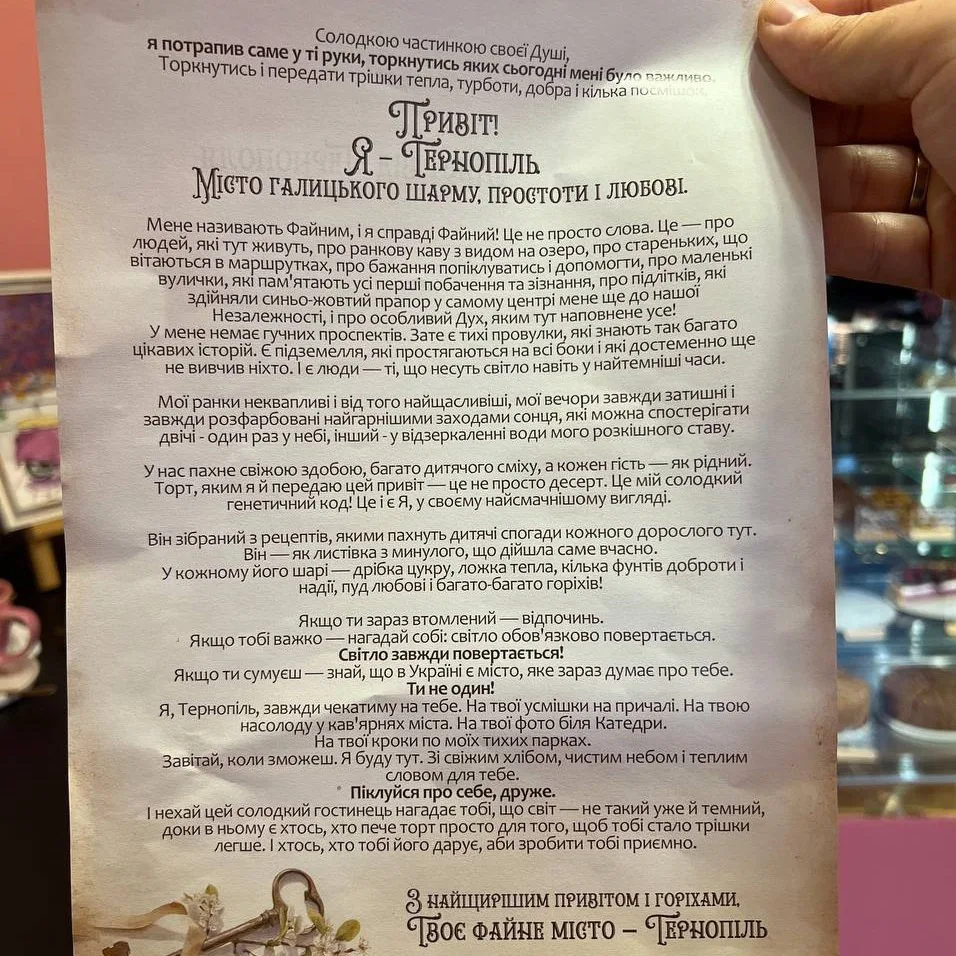 Солодкою частинкою своєї Душі,
я потрапив саме у ті руки, торкнутись яких сьогодні мені було важливо.
Торкнутись і передати трішки тепла, турботи, добра і кілька посмішок.
Привіт!
Я – Тернопіль
Місто галицького шарму, простоти і любові.
Мене називають Файним, і я справді Файний! Це не просто слова. Це — про
людей, які тут живуть, про ранкову каву з видом на озеро, про стареньких, що
вітаються в маршрутках, про бажання попіклуватись і допомогти, про маленькі
вулички, які пам'ятають усі перші побачення та зізнання, про підлітків, які
здійняли синьо-жовтий прапор у самому центрі мене ще до нашої
Незалежності, і про особливий Дух, яким тут наповнене усе!
У мене немає гучних проспектів. Зате є тихі провулки, які знають так багато
цікавих історій. Є підземелля, які простягаються на всі боки і які достеменно ще
не вивчив ніхто. І є люди — ті, що несуть світло навіть у найтемніші часи.
Мої ранки неквапливі і від того найщасливіші, мої вечори завжди затишні і
завжди розфарбовані найгарнішими заходами сонця, які можна спостерігати
двічі - один раз у небі, інший - у відзеркаленні води мого розкішного ставу.
У нас пахне свіжою здобою, багато дитячого сміху, а кожен гість — як рідний.
Торт, яким я й передаю цей привіт — це не просто десерт. Це мій солодкий
генетичний код! Це і є Я, у своєму найсмачнішому вигляді.
Він зібраний з рецептів, якими пахнуть дитячі спогади кожного дорослого тут.
Він — як листівка з минулого, що дійшла саме вчасно.
У кожному його шарі — дрібка цукру, ложка тепла, кілька фунтів доброти і
надії, пуд любові і багато-багато горіхів!
Якщо ти зараз втомлений — відпочинь.
Якщо тобі важко — нагадай собі: світло обов'язково повертається.
Світло завжди повертається!
Якщо ти сумуєш — знай, що в Україні є місто, яке зараз думає про тебе.
Ти не один!
Я, Тернопіль, завжди чекатиму на тебе. На твої усмішки на причалі. На твою
насолоду у кав'ярнях міста. На твої фото біля Катедри.
На твої кроки по моїх тихих парках.
Завітай, коли зможеш. Я буду тут. Зі свіжим хлібом, чистим небом і теплим
словом для тебе.
Піклуйся про себе, друже.
І нехай цей солодкий гостинець нагадає тобі, що світ — не такий уже й темний,
доки в ньому є хтось, хто пече торт просто для того, щоб тобі стало трішки
легше. І хтось, хто тобі його дарує, аби зробити тобі приємно.
З найщирішим привітом і горіхами,
Твоє файне місто – Тернопіль